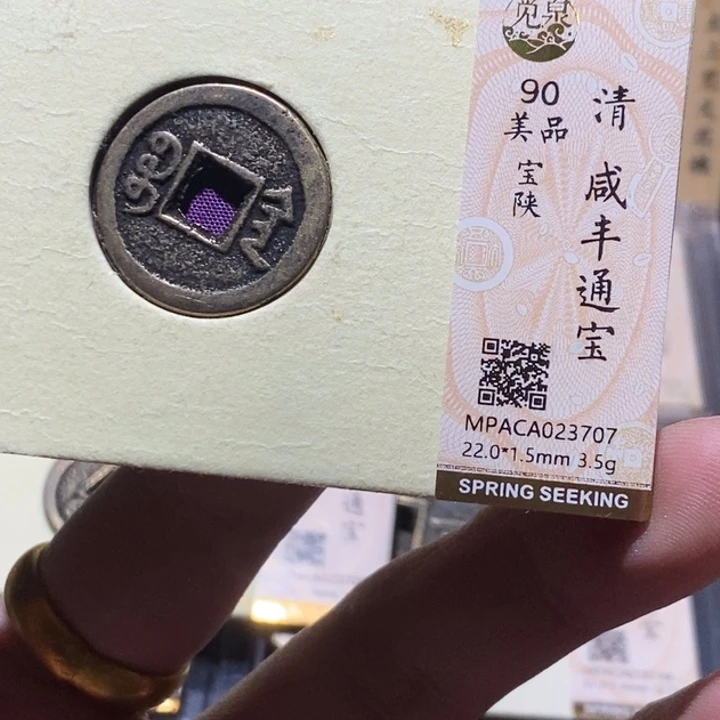 觅泉
90
美品
宝陕
清 咸丰通宝
MPACA023707
22.0*1.5mm/3.5g
SPRING SEEKING